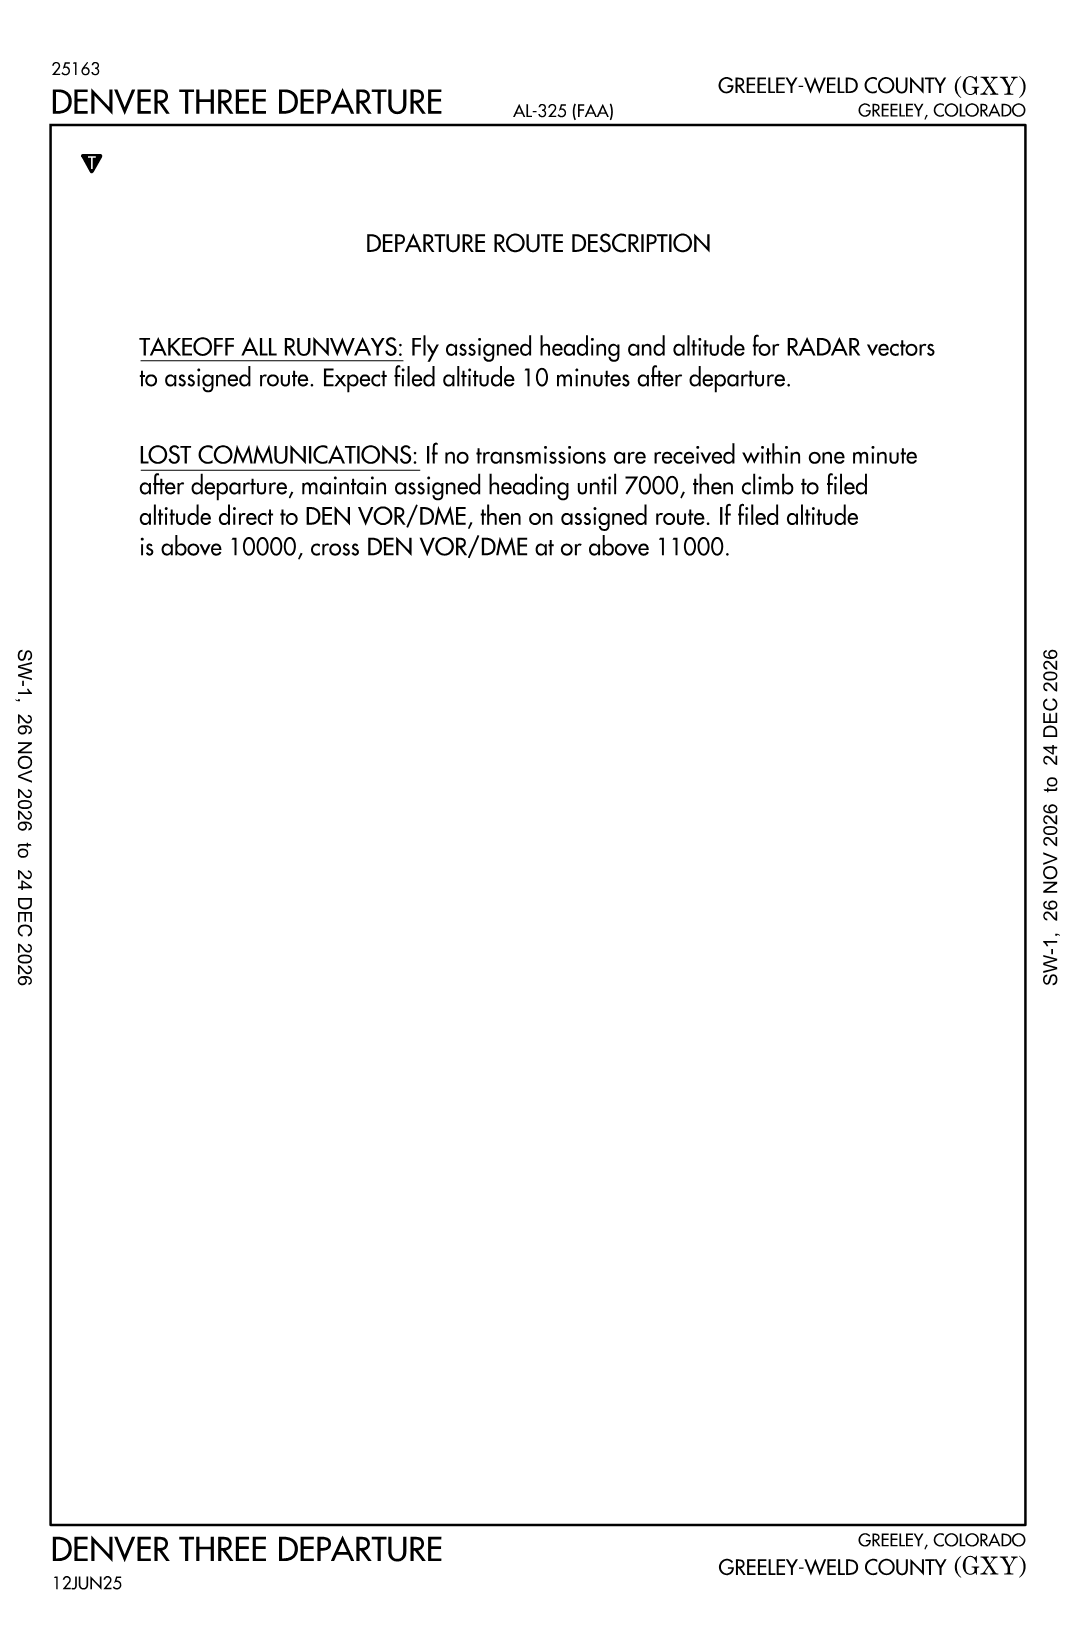 25163
DENVER THREE DEPARTURE
AL-325 (FAA)
GREELEY-WELD COUNTY (GXY)
GREELEY, COLORADO
T
DEPARTURE ROUTE DESCRIPTION
TAKEOFF ALL RUNWAYS: Fly assigned heading and altitude for RADAR vectors
to assigned route. Expect filed altitude 10 minutes after departure.
LOST COMMUNICATIONS: If no transmissions are received within one minute
after departure, maintain assigned heading until 7000, then climb to filed
altitude direct to DEN VOR/DME, then on assigned route. If filed altitude
is above 10000, cross DEN VOR/DME at or above 11000.
SW-1, 26 NOV 2026 to 24 DEC 2026
SW-1, 26 NOV 2026 to 24 DEC 2026
DENVER THREE DEPARTURE
12JUN25
GREELEY, COLORADO
GREELEY-WELD COUNTY (GXY)